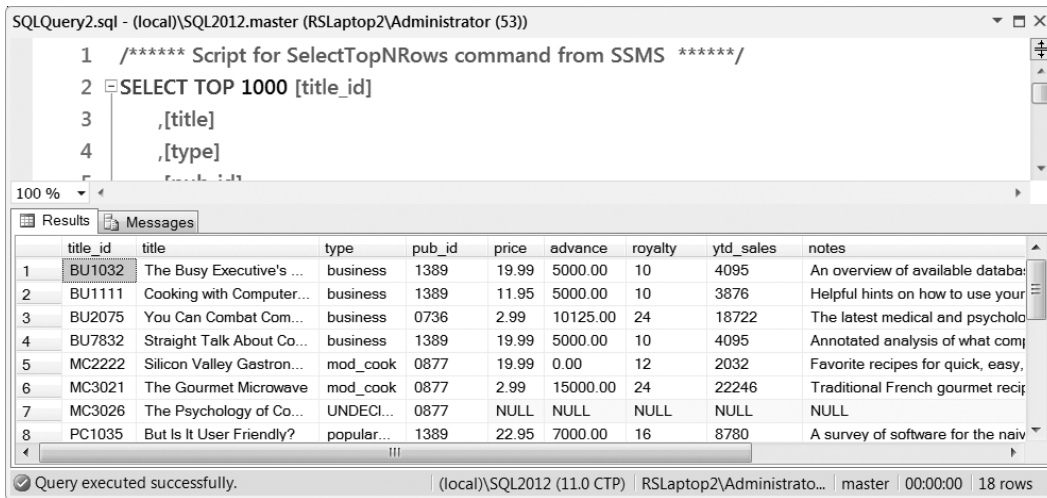 SQLQuery2.sql - (local)\SQL2012.master (RSLaptop2\Administrator (53))
1 /****** Script for SelectTopNRows command from SSMS ******/
2 SELECT TOP 1000 [title_id]
3 ,[title]
4 ,[type]
5 ,[pub_id]
100 %
Results Messages
title_id title type pub_id price advance royalty ytd_sales notes
1 BU1032 The Busy Executive's ... business 1389 19.99 5000.00 10 4095 An overview of available databa
2 BU1111 Cooking with Computer... business 1389 11.95 5000.00 10 3876 Helpful hints on how to use your
3 BU2075 You Can Combat Com... business 0736 2.99 10125.00 24 18722 The latest medical and psycholo
4 BU7832 Straight Talk About Co... business 1389 19.99 5000.00 10 4095 Annotated analysis of what comp
5 MC2222 Silicon Valley Gastron... mod_cook 0877 19.99 0.00 12 2032 Favorite recipes for quick, easy,
6 MC3021 The Gourmet Microwave mod_cook 0877 2.99 15000.00 24 22246 Traditional French gourmet recip
7 MC3026 The Psychology of Co... UNDECI... 0877 NULL NULL NULL NULL NULL
8 PC1035 But Is It User Friendly? popular... 1389 22.95 7000.00 16 8780 A survey of software for the naiv
Query executed successfully. (local)\SQL2012 (11.0 CTP) RSLaptop2\Administrato... master 00:00:00 18 rows